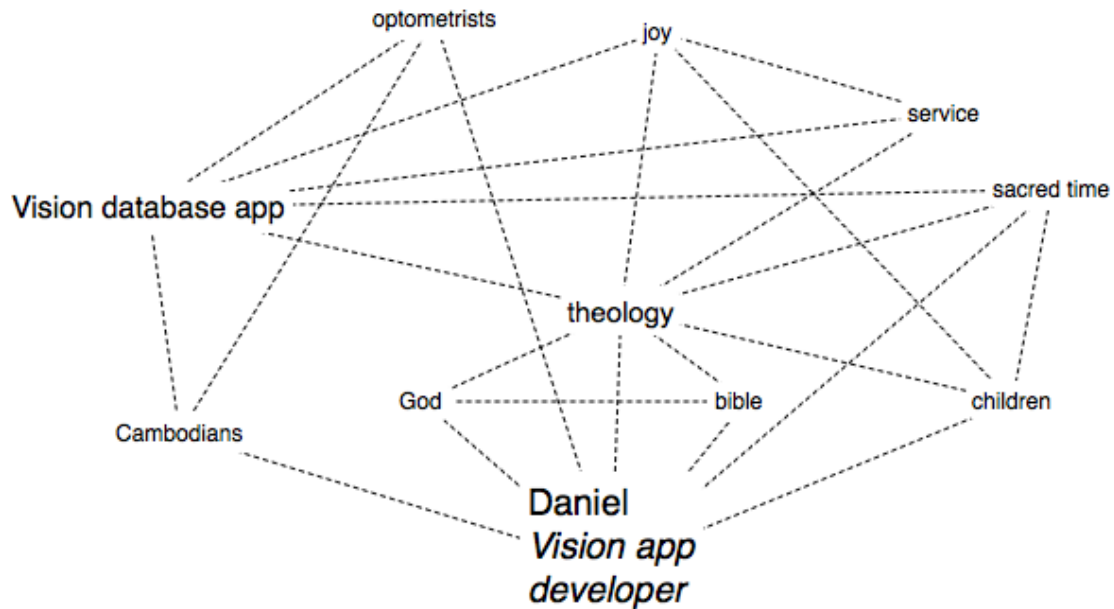 optometrists
joy
service
sacred time
Vision database app
theology
God
bible
children
Cambodians
Daniel
Vision app
developer